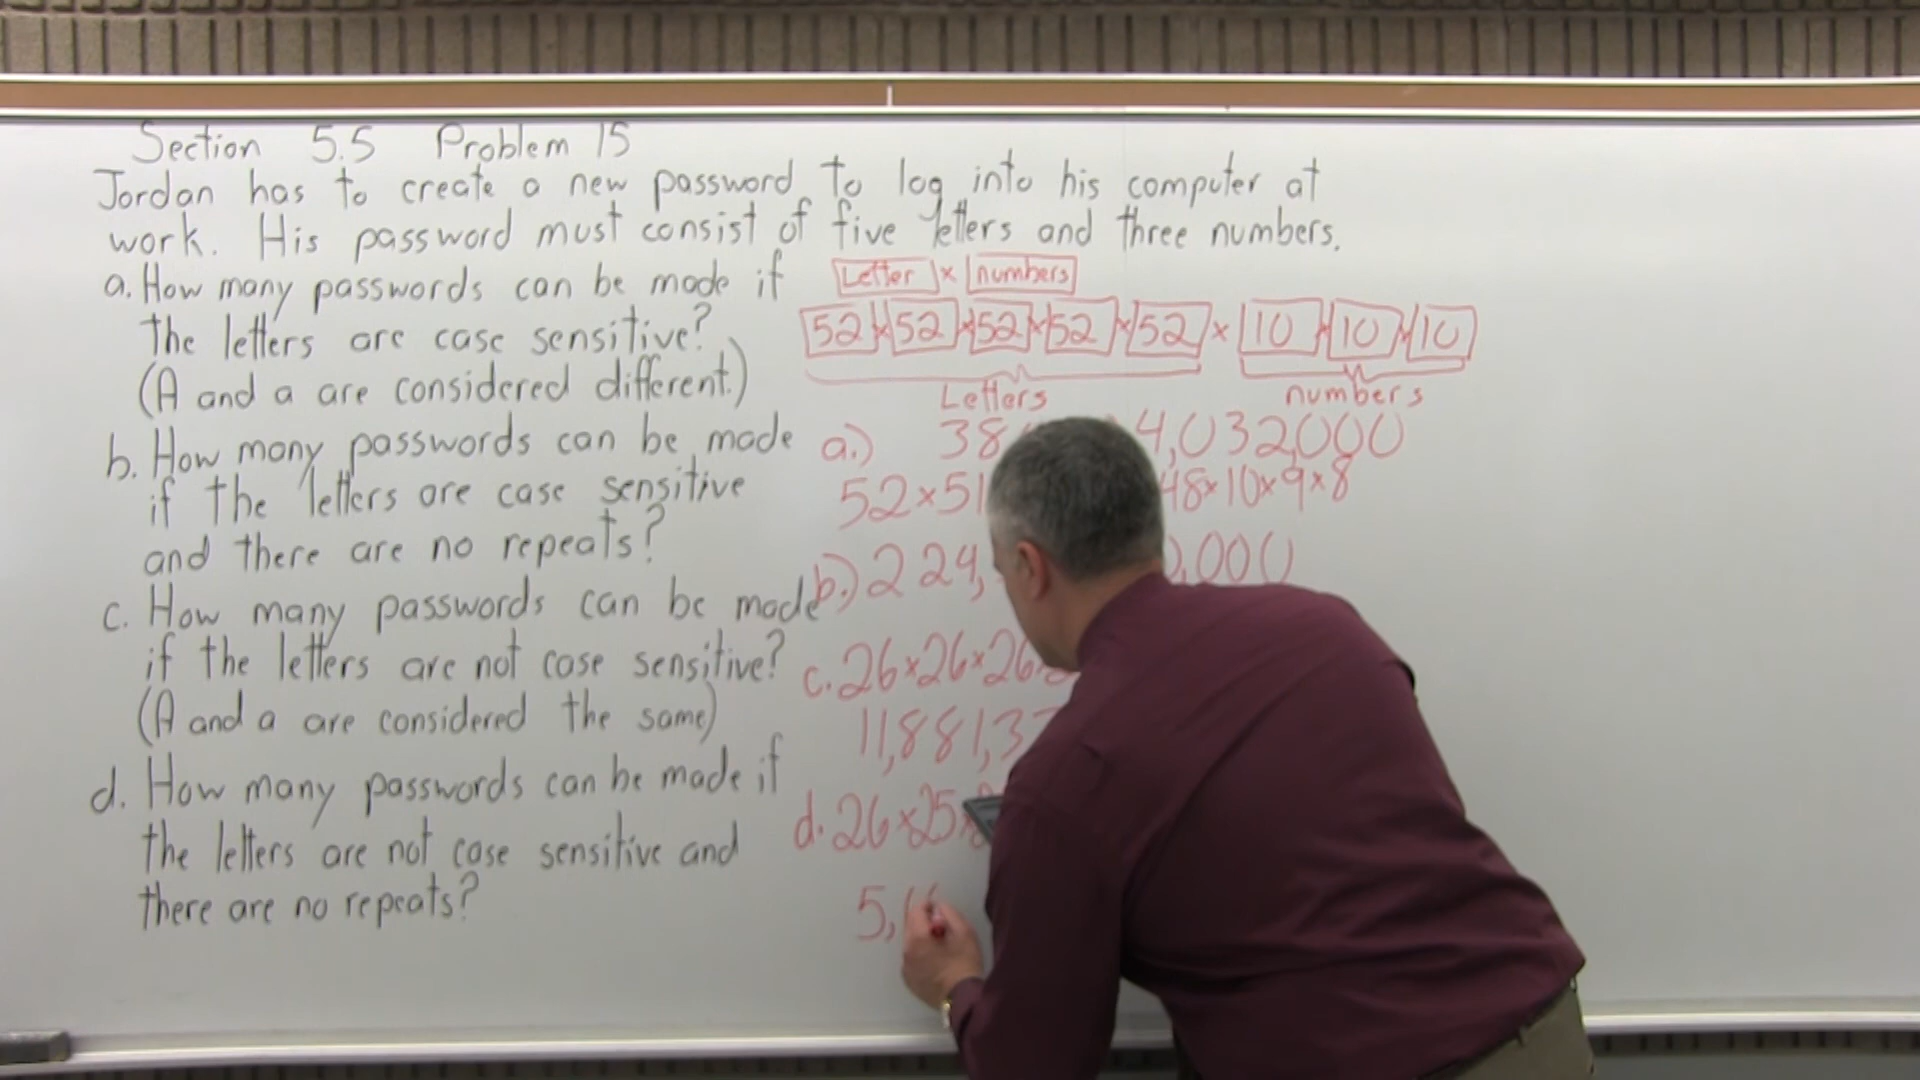 Section 5.5 Problem 15
Jordan has to create a new password to log into his computer at
work. His password must consist of five letters and three numbers.
a. How many passwords can be made if
the letters are case sensitive?
(A and a are considered different.)
b. How many passwords can be made
if the letters are case sensitive
and there are no repeats?
c. How many passwords can be made
if the letters are not case sensitive?
(A and a are considered the same)
d. How many passwords can be made if
the letters are not case sensitive and
there are no repeats?
Letter × numbers
52 × 52 × 52 × 52 × 52 × 10 × 10 × 10
Letters numbers
a.) 38 4,032,000
52×51 48×10×9×8
b.) 224, ,000
c. 26×26×26×
11,881,37
d. 26×25×
5,